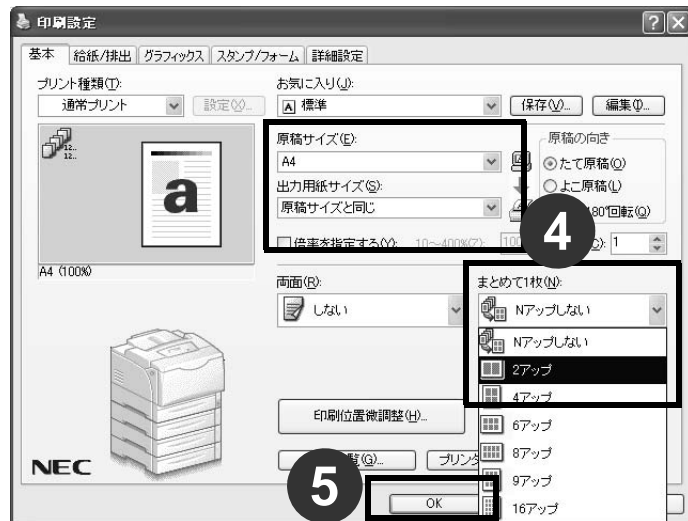 印刷設定
基本 給紙/排出 グラフィックス スタンプ/フォーム 詳細設定
プリント種類(T):
通常プリント 設定(X)...
お気に入り(J):
A 標準
保存(V)... 編集(I)...
12..
12..
a
A4 (100%)
原稿サイズ(E):
A4
出力用紙サイズ(S):
原稿サイズと同じ
倍率を指定する(Y): 10~400%(Z): 100
原稿の向き
たて原稿(O)
よこ原稿(L)
180°回転(Q)
4
(C): 1
両面(R):
しない
まとめて1枚(N):
Nアップしない
Nアップしない
2アップ
4アップ
6アップ
8アップ
9アップ
16アップ
印刷位置微調整(H)...
覧(G)... プリンタ
NEC
5
OK